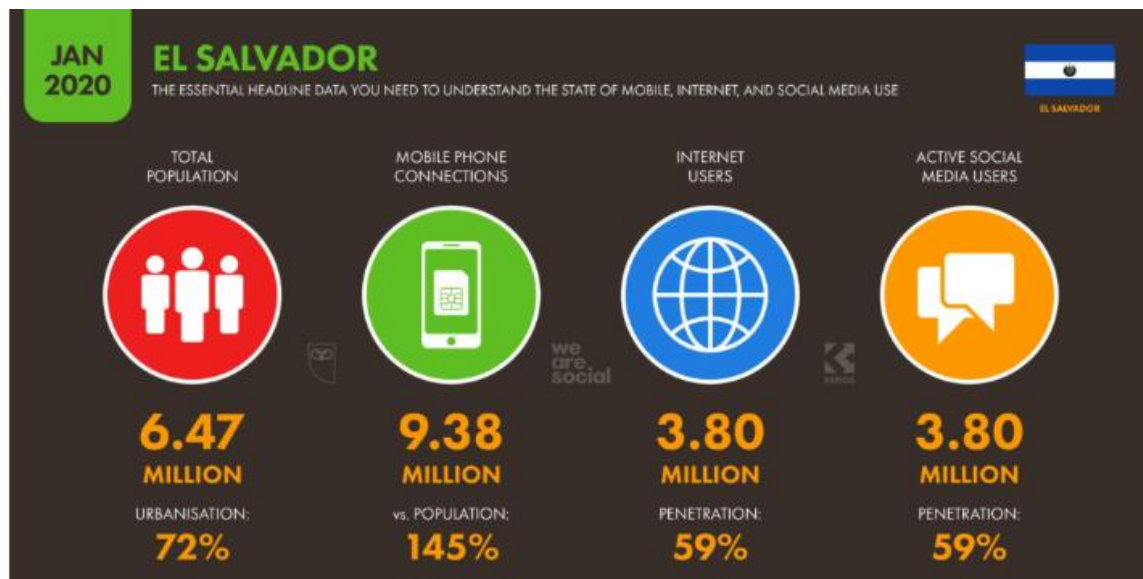 JAN
2020
EL SALVADOR
THE ESSENTIAL HEADLINE DATA YOU NEED TO UNDERSTAND THE STATE OF MOBILE, INTERNET, AND SOCIAL MEDIA USE
EL SALVADOR
TOTAL
POPULATION
MOBILE PHONE
CONNECTIONS
INTERNET
USERS
ACTIVE SOCIAL
MEDIA USERS
we
are
social
KEPIOS
6.47
MILLION
9.38
MILLION
3.80
MILLION
3.80
MILLION
URBANISATION:
72%
vs. POPULATION:
145%
PENETRATION:
59%
PENETRATION:
59%